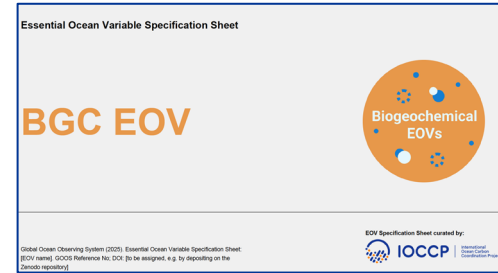 Essential Ocean Variable Specification Sheet
BGC EOV
Biogeochemical
EOVs
EOV Specification Sheet curated by:
IOCCP
International
Ocean Carbon
Coordination Project
Global Ocean Observing System (2025). Essential Ocean Variable Specification Sheet:
[EOV name]. GOOS Reference No; DOI: [to be assigned, e.g. by depositing on the
Zenodo repository]